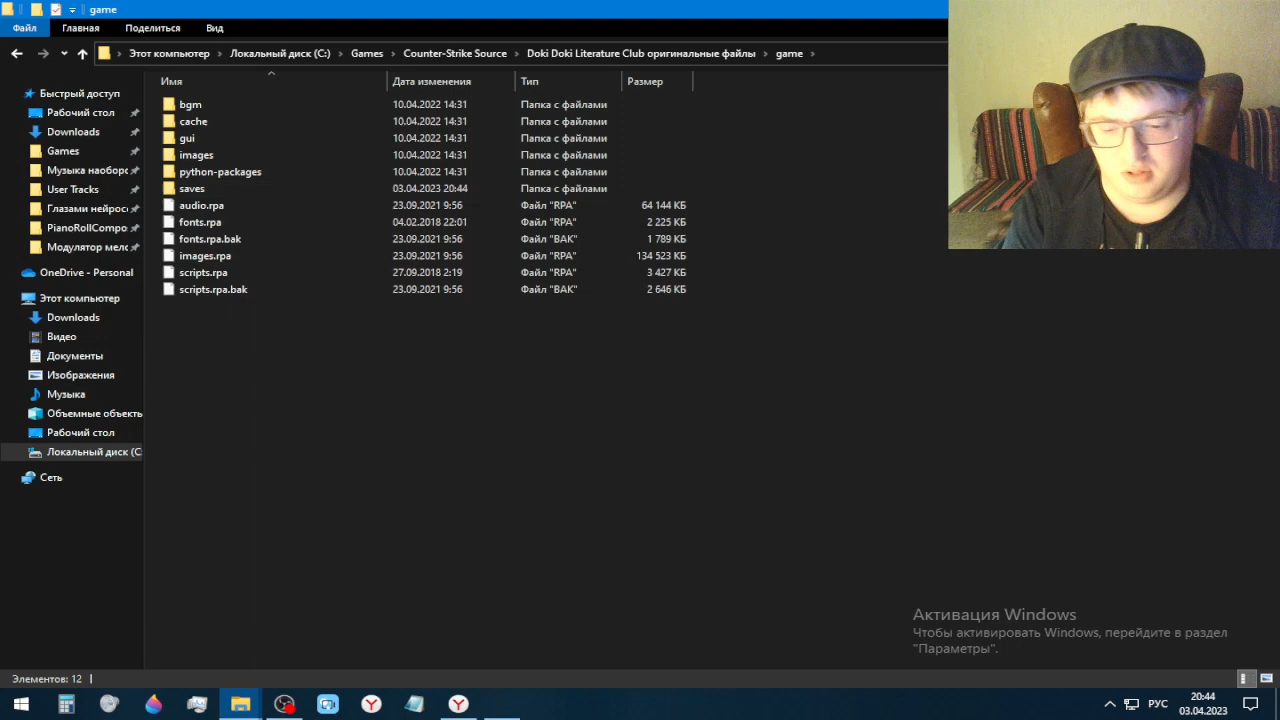 game
Файл Главная Поделиться Вид
Этот компьютер › Локальный диск (C:) › Games › Counter-Strike Source › Doki Doki Literature Club оригинальные файлы › game ›
Имя Дата изменения Тип Размер
Быстрый доступ
Рабочий стол
Downloads
Games
Музыка наборо
User Tracks
Глазами нейрос
PianoRollCompo
Модулятор мело
OneDrive - Personal
Этот компьютер
Downloads
Видео
Документы
Изображения
Музыка
Объемные объекть
Рабочий стол
Локальный диск (C
Сеть
bgm 10.04.2022 14:31 Папка с файлами
cache 10.04.2022 14:31 Папка с файлами
gui 10.04.2022 14:31 Папка с файлами
images 10.04.2022 14:31 Папка с файлами
python-packages 10.04.2022 14:31 Папка с файлами
saves 03.04.2023 20:44 Папка с файлами
audio.rpa 23.09.2021 9:56 Файл "RPA" 64 144 КБ
fonts.rpa 04.02.2018 22:01 Файл "RPA" 2 225 КБ
fonts.rpa.bak 23.09.2021 9:56 Файл "BAK" 1 789 КБ
images.rpa 23.09.2021 9:56 Файл "RPA" 134 523 КБ
scripts.rpa 27.09.2018 2:19 Файл "RPA" 3 427 КБ
scripts.rpa.bak 23.09.2021 9:56 Файл "BAK" 2 646 КБ
Активация Windows
Чтобы активировать Windows, перейдите в раздел
"Параметры".
Элементов: 12
РУС
20:44
03.04.2023